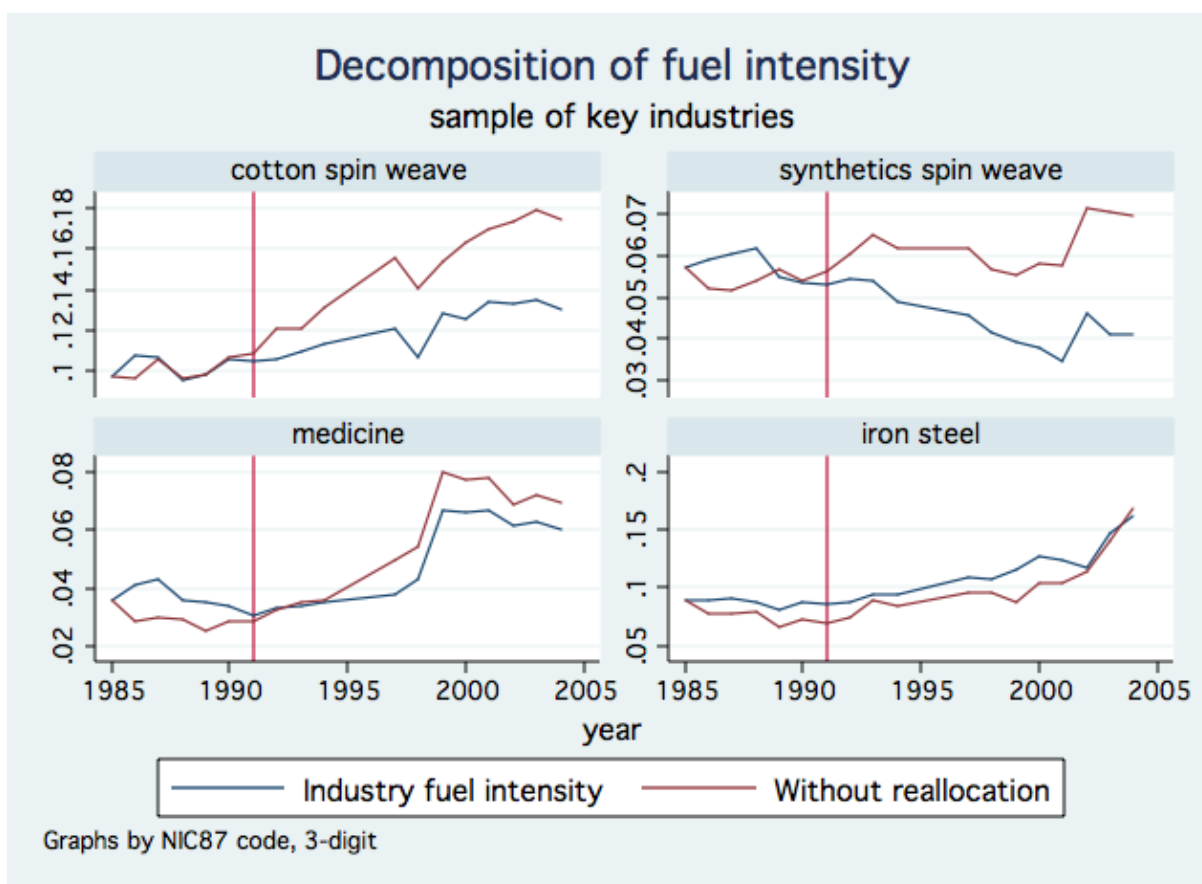 Decomposition of fuel intensity
sample of key industries
cotton spin weave
synthetics spin weave
.1 .12 .14 .16 .18
.03 .04 .05 .06 .07
medicine
iron steel
.02 .04 .06 .08
.05 .1 .15 .2
1985 1990 1995 2000 2005
1985 1990 1995 2000 2005
year
Industry fuel intensity
Without reallocation
Graphs by NIC87 code, 3-digit